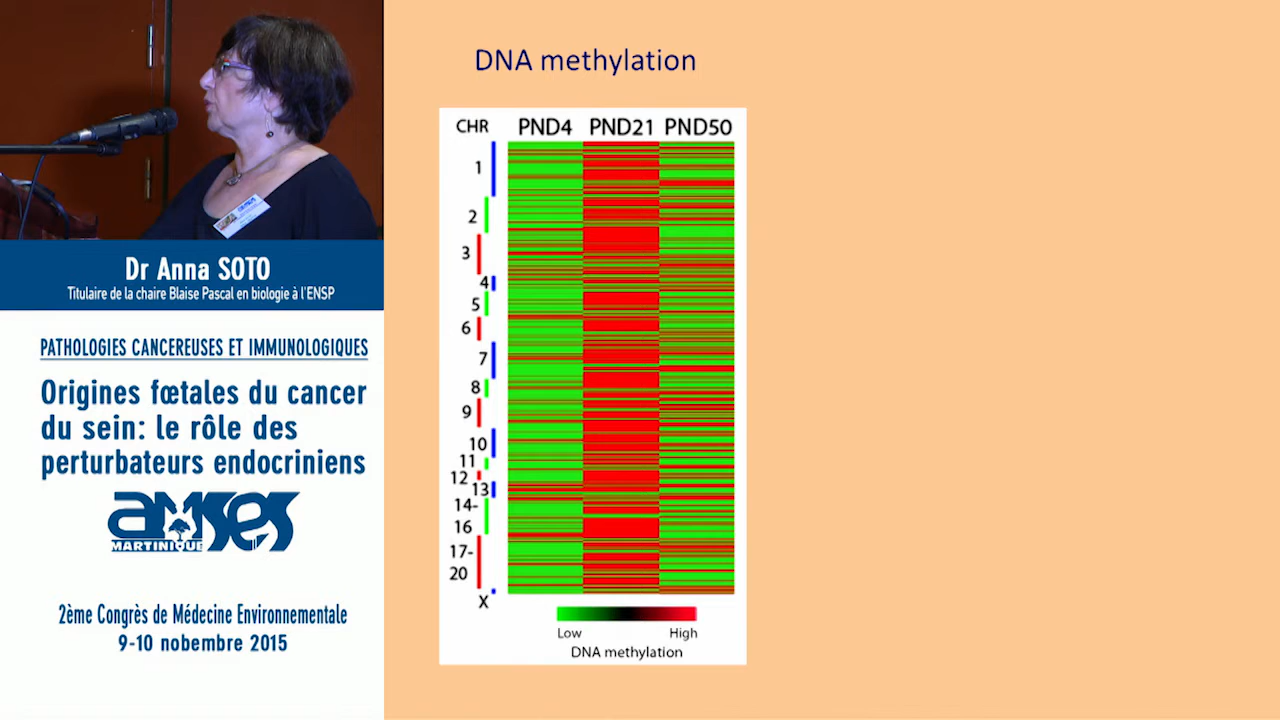 Dr Anna SOTO
Titulaire de la chaire Blaise Pascal en biologie à l'ENSP
PATHOLOGIES CANCEREUSES ET IMMUNOLOGIQUES
Origines fœtales du cancer
du sein: le rôle des
perturbateurs endocriniens
AMSES
MARTINIQUE
2ème Congrès de Médecine Environnementale
9-10 nobembre 2015
DNA methylation
CHR PND4 PND21 PND50
1
2
3
4
5
6
7
8
9
10
11
12
13
14-
16
17-
20
X
Low High
DNA methylation